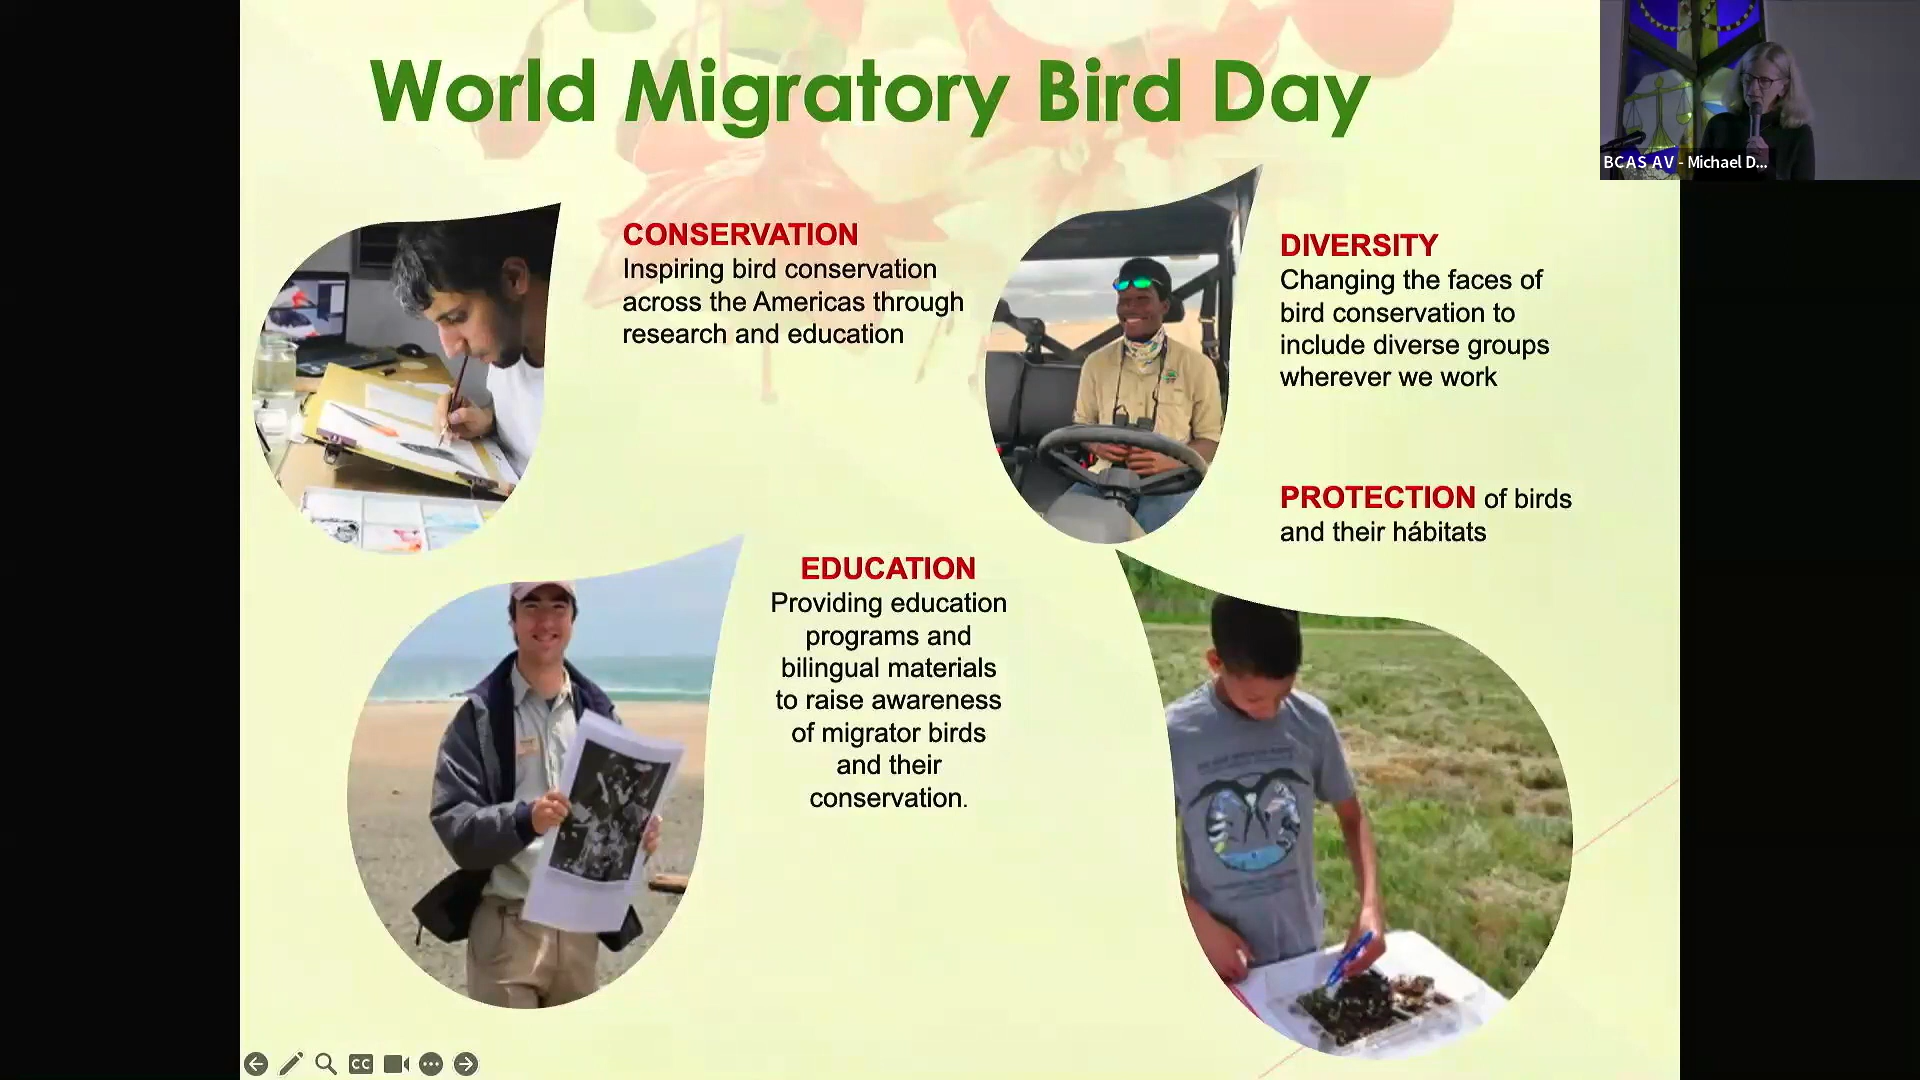 World Migratory Bird Day
BCAS AV - Michael D...
CONSERVATION
Inspiring bird conservation
across the Americas through
research and education
DIVERSITY
Changing the faces of
bird conservation to
include diverse groups
wherever we work
PROTECTION of birds
and their hábitats
EDUCATION
Providing education
programs and
bilingual materials
to raise awareness
of migrator birds
and their
conservation.
CC